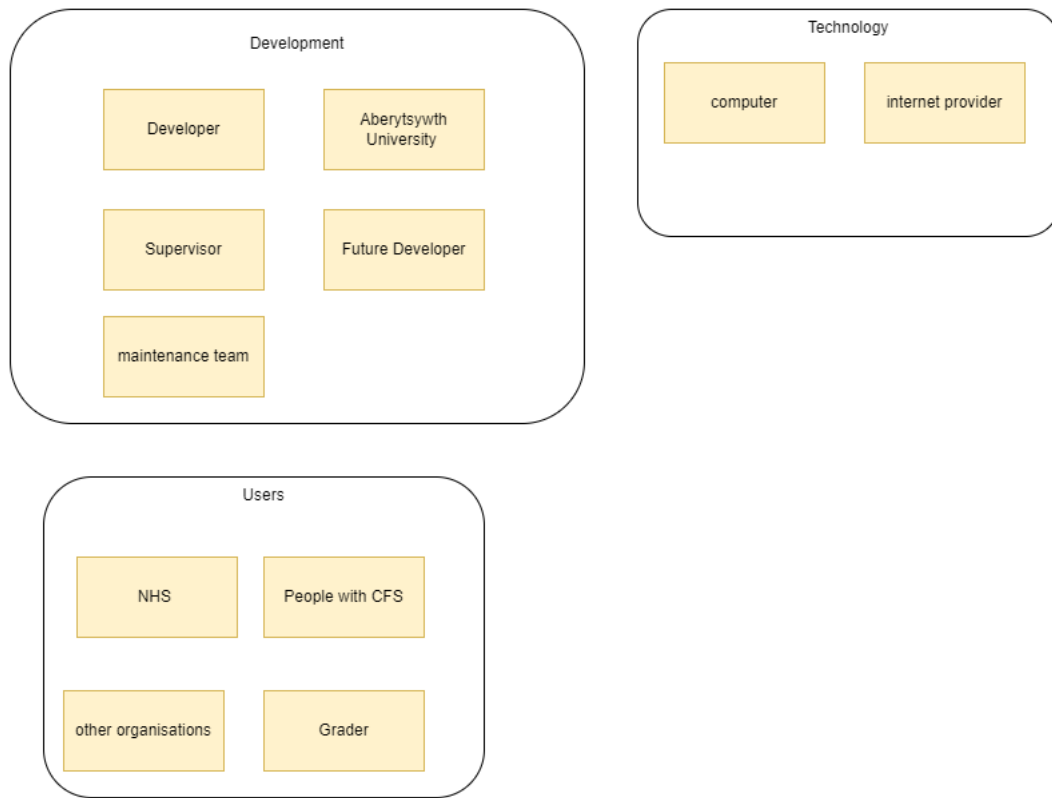 Development
Developer
Aberytsywth
University
Supervisor
Future Developer
maintenance team
Technology
computer
internet provider
Users
NHS
People with CFS
other organisations
Grader